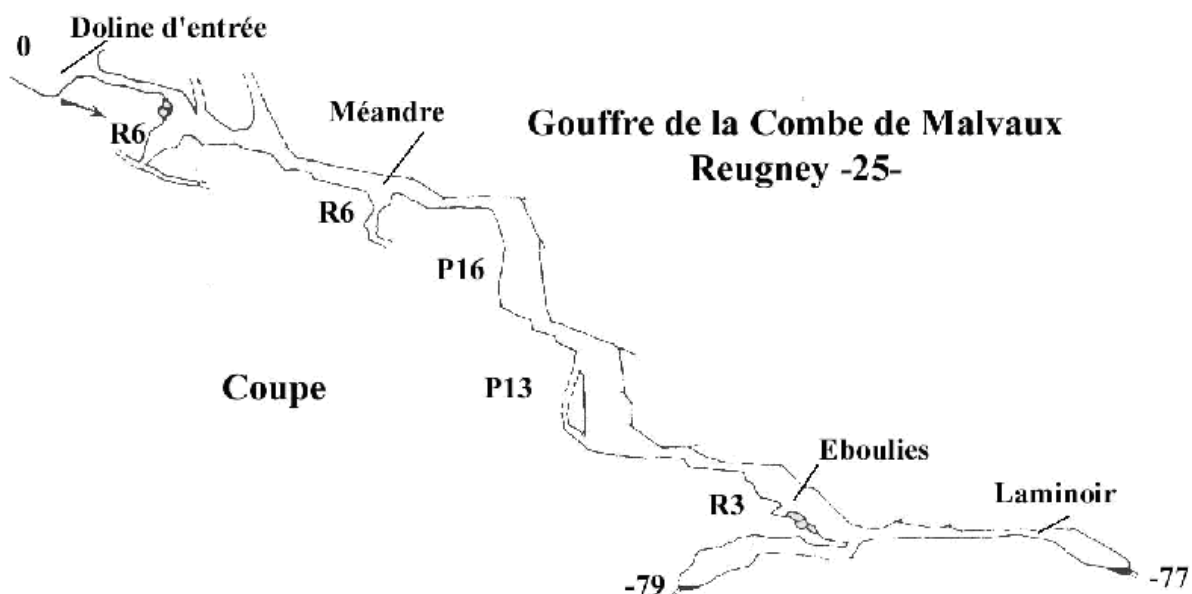 Doline d'entrée
0
R6
Méandre
Gouffre de la Combe de Malvaux
Reugney -25-
R6
P16
Coupe
P13
Eboulies
R3
Laminoir
-79
-77